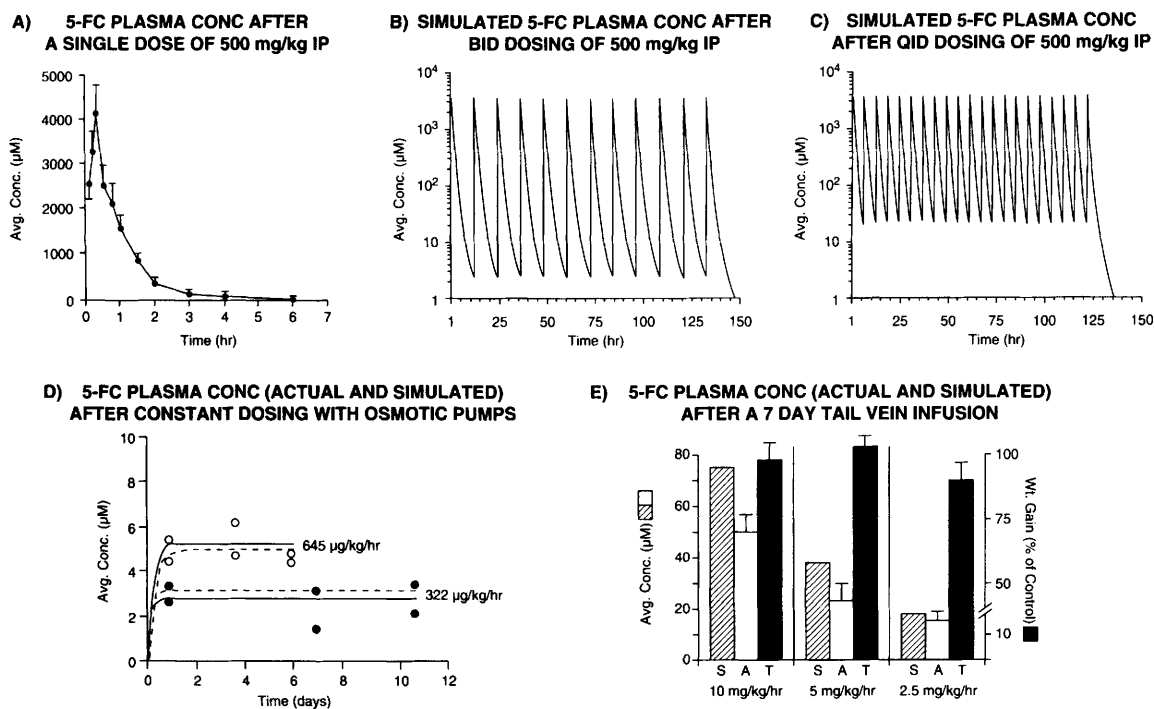 A) 5-FC PLASMA CONC AFTER
A SINGLE DOSE OF 500 mg/kg IP
5000
4000
3000
2000
1000
0
Avg. Conc. (µM)
0 1 2 3 4 5 6 7
Time (hr)
B) SIMULATED 5-FC PLASMA CONC AFTER
BID DOSING OF 500 mg/kg IP
10⁴
10³
10²
10
1
Avg. Conc. (µM)
1 25 50 75 100 125 150
Time (hr)
C) SIMULATED 5-FC PLASMA CONC
AFTER QID DOSING OF 500 mg/kg IP
10⁴
10³
10²
10
1
Avg. Conc. (µM)
1 25 50 75 100 125 150
Time (hr)
D) 5-FC PLASMA CONC (ACTUAL AND SIMULATED)
AFTER CONSTANT DOSING WITH OSMOTIC PUMPS
10
8
6
4
2
0
Avg. Conc. (µM)
645 µg/kg/hr
322 µg/kg/hr
0 2 4 6 8 10 12
Time (days)
E) 5-FC PLASMA CONC (ACTUAL AND SIMULATED)
AFTER A 7 DAY TAIL VEIN INFUSION
80
60
40
20
0
Avg. Conc. (µM)
100
75
50
10
Wt. Gain (% of Control)
S A T S A T S A T
10 mg/kg/hr 5 mg/kg/hr 2.5 mg/kg/hr